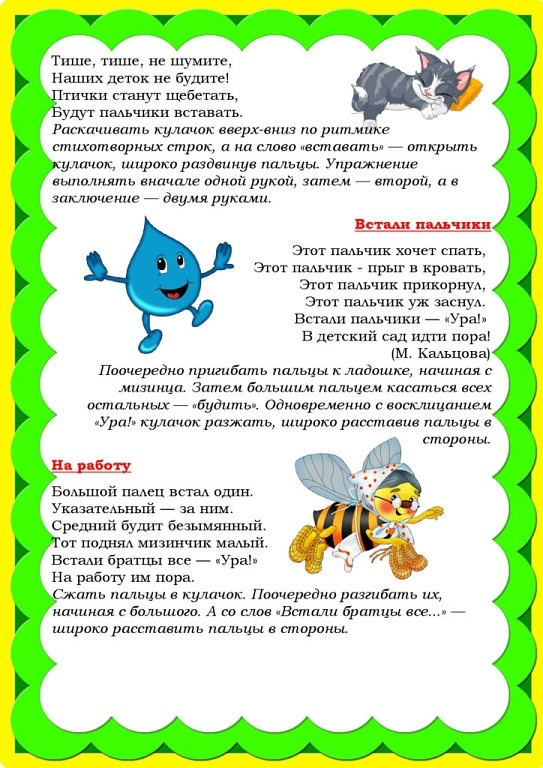 Тише, тише, не шумите,
Наших деток не будите!
Птички станут щебетать,
Будут пальчики вставать.
Раскачивать кулачок вверх-вниз по ритмике
стихотворных строк, а на слово «вставать» — открыть
кулачок, широко раздвинув пальцы. Упражнение
выполнять вначале одной рукой, затем — второй, а в
заключение — двумя руками.
Встали пальчики
Этот пальчик хочет спать,
Этот пальчик - прыг в кровать,
Этот пальчик прикорнул,
Этот пальчик уж заснул.
Встали пальчики — «Ура!»
В детский сад идти пора!
(М. Кальцова)
Поочередно пригибать пальцы к ладошке, начиная с
мизинца. Затем большим пальцем касаться всех
остальных — «будить». Одновременно с восклицанием
«Ура!» кулачок разжать, широко расставив пальцы в
стороны.
На работу
Большой палец встал один.
Указательный — за ним.
Средний будит безымянный.
Тот поднял мизинчик малый.
Встали братцы все — «Ура!»
На работу им пора.
Сжать пальцы в кулачок. Поочередно разгибать их,
начиная с большого. А со слов «Встали братцы все...» —
широко расставить пальцы в стороны.